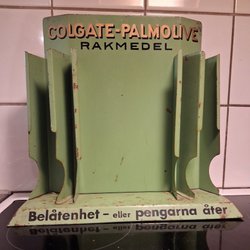 COLGATE-PALMOLIVE
RAKMEDEL
Belåtenhet - eller pengarna åter